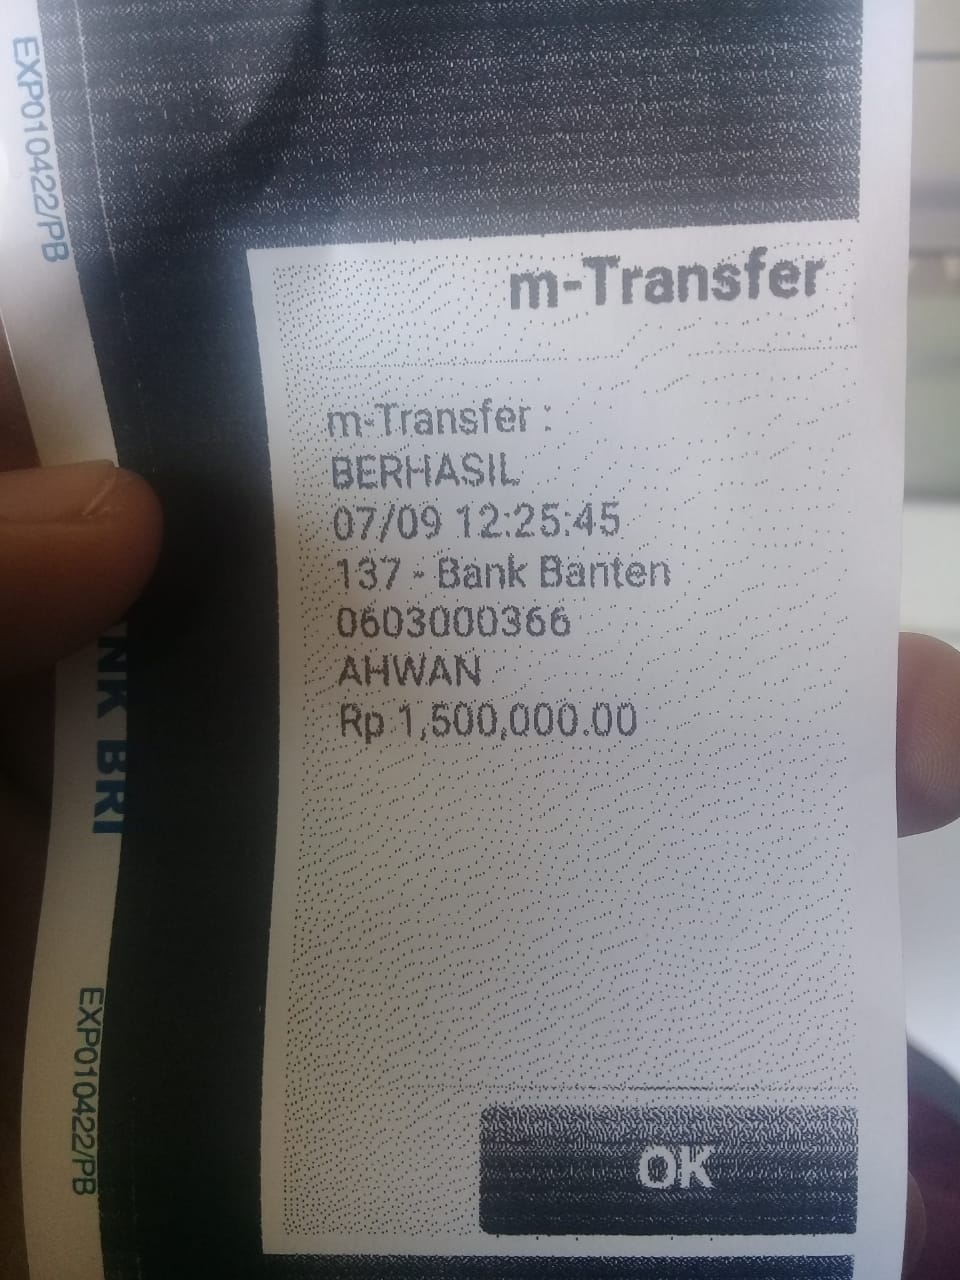 EXP010422/PB
m-Transfer
m-Transfer :
BERHASIL
07/09 12:25:45
137 - Bank Banten
0603000366
AHWAN
Rp 1,500,000.00
BRI
EXP010422/PB
OK